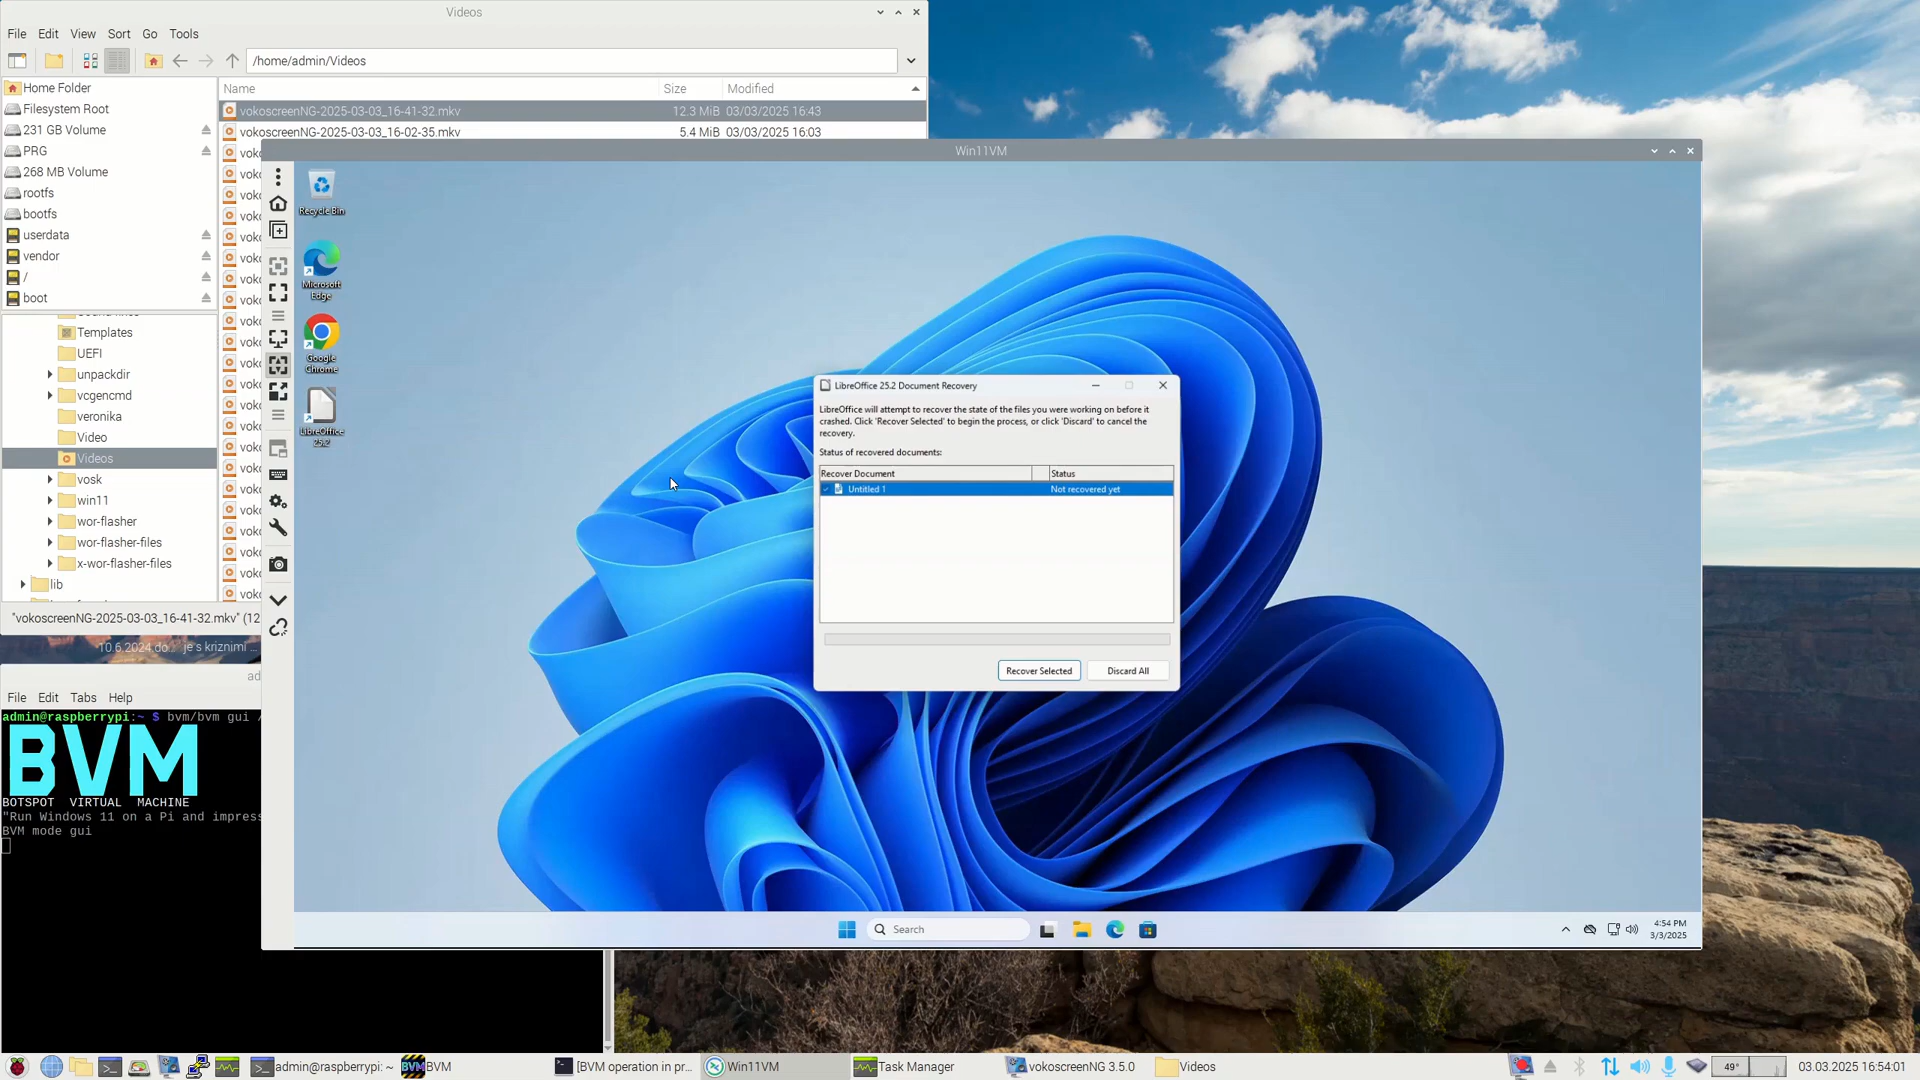 Videos
File Edit View Sort Go Tools
/home/admin/Videos
Name Size Modified
vokoscreenNG-2025-03-03_16-41-32.mkv 12.3 MiB 03/03/2025 16:43
vokoscreenNG-2025-03-03_16-02-35.mkv 5.4 MiB 03/03/2025 16:03
Home Folder
Filesystem Root
231 GB Volume
PRG
268 MB Volume
rootfs
bootfs
userdata
vendor
/
boot
Templates
UEFI
unpackdir
vcgencmd
veronika
Video
Videos
vosk
win11
wor-flasher
wor-flasher-files
x-wor-flasher-files
lib
"vokoscreenNG-2025-03-03_16-41-32.mkv" (12
10.6.2024.do... je's kriznimi ...
File Edit Tabs Help
admin@raspberrypi:~ $ bvm/bvm gui
BVM
BOTSPOT VIRTUAL MACHINE
"Run Windows 11 on a Pi and impress
BVM mode gui
Win11VM
Recycle Bin
Microsoft
Edge
Google
Chrome
LibreOffice
25.2
LibreOffice 25.2 Document Recovery
LibreOffice will attempt to recover the state of the files you were working on before it
crashed. Click 'Recover Selected' to begin the process, or click 'Discard' to cancel the
recovery.
Status of recovered documents:
Recover Document Status
Untitled 1 Not recovered yet
Recover Selected Discard All
Search
4:54 PM
3/3/2025
admin@raspberrypi: ~ BVM [BVM operation in pr... Win11VM Task Manager vokoscreenNG 3.5.0 Videos 49° 03.03.2025 16:54:01